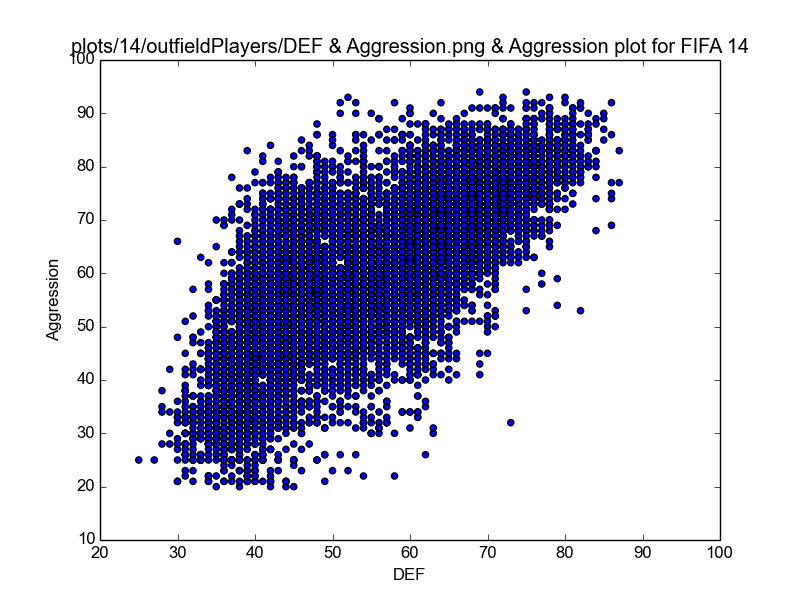 plots/14/outfieldPlayers/DEF & Aggression.png & Aggression plot for FIFA 14
100
90
80
70
60
50
40
30
20
10
Aggression
20 30 40 50 60 70 80 90 100
DEF